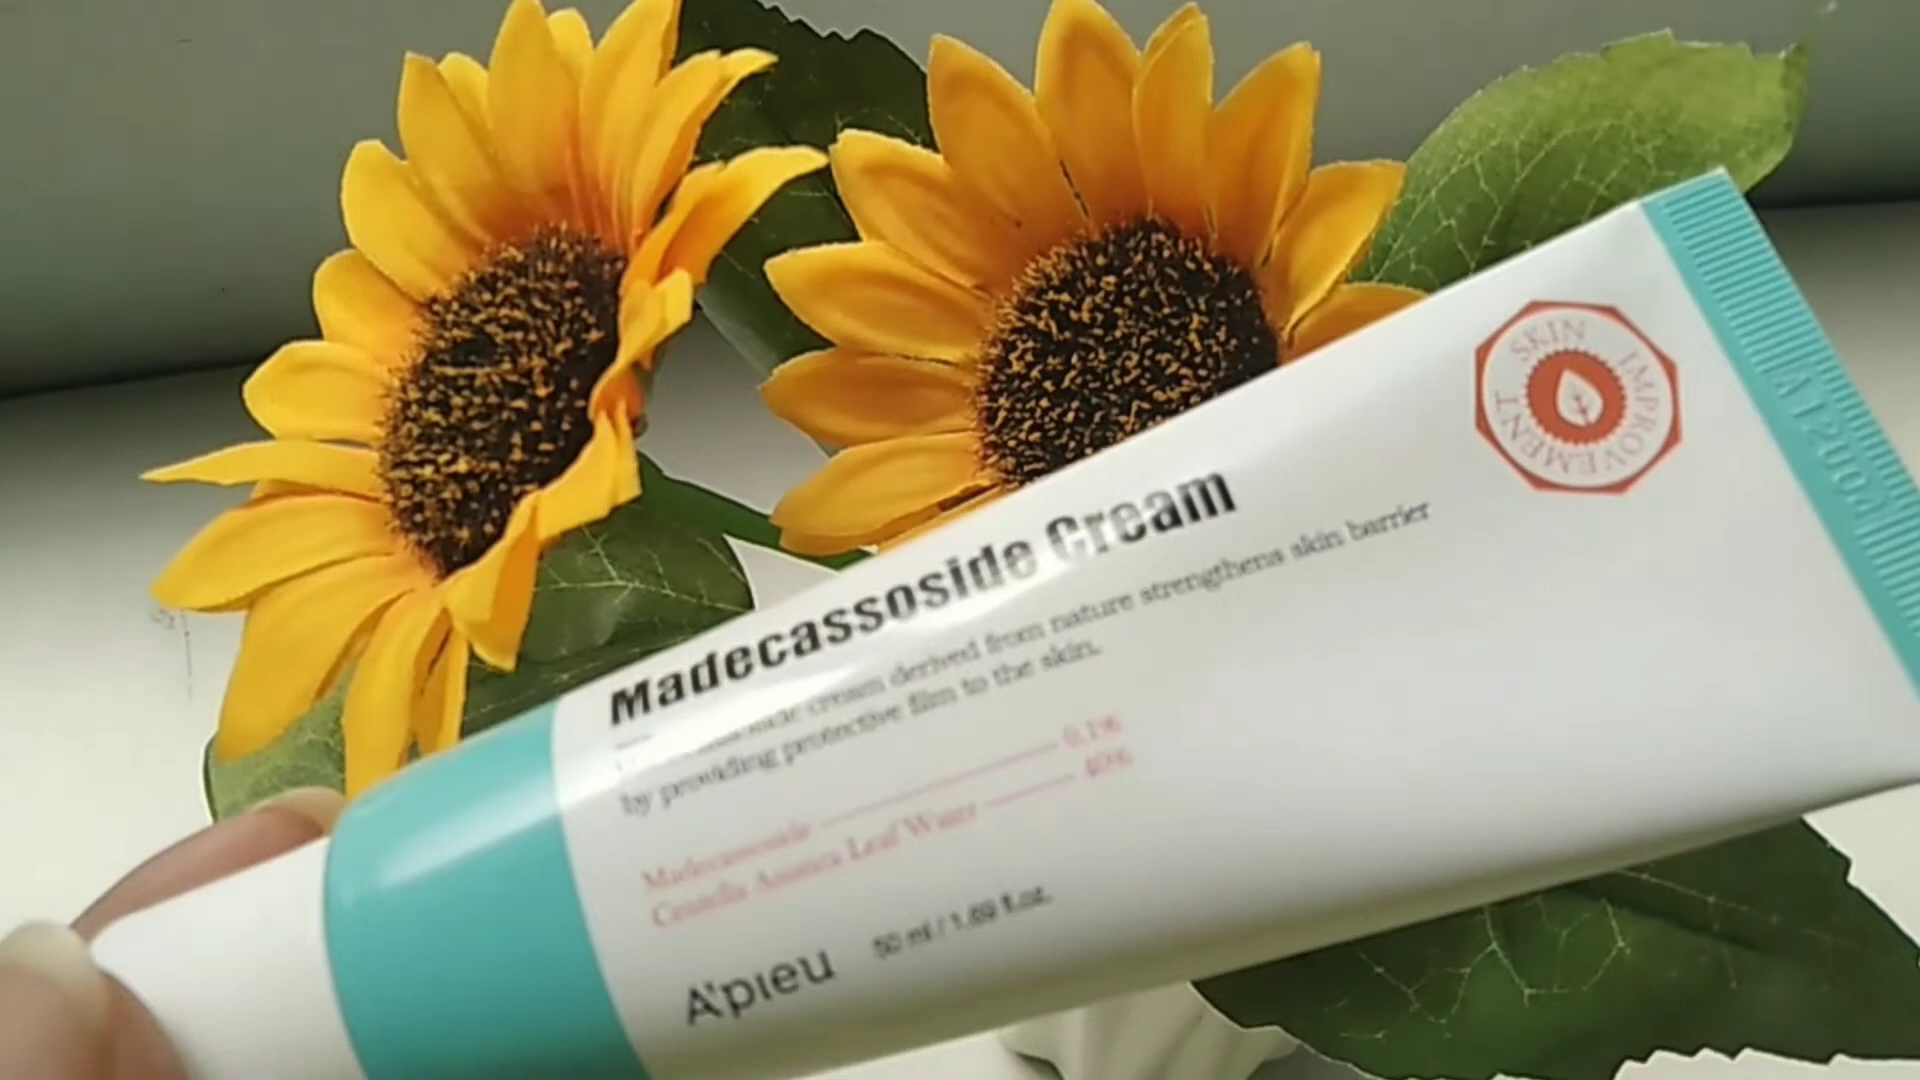 Madecassoside Cream
cream derived from nature strengthens skin barrier
by providing protective film to the skin.
Madecassoside 0.1%
Centella Asiatica Leaf Water 40%
A'PIEU 50 ml / 1.69 fl.oz.
SKIN IMPROVEMENT